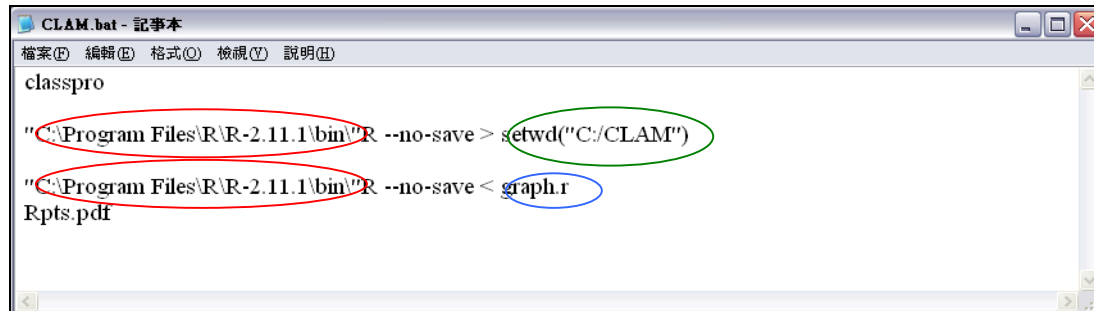 CLAM.bat - 記事本
檔案(F) 編輯(E) 格式(O) 檢視(V) 說明(H)
classpro
"C:\Program Files\R\R-2.11.1\bin\"R --no-save > setwd("C:/CLAM")
"C:\Program Files\R\R-2.11.1\bin\"R --no-save < graph.r
Rpts.pdf